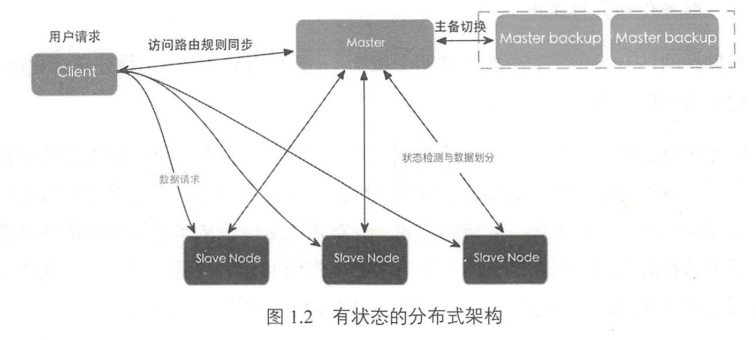 用户请求
Client
访问路由规则同步
Master
主备切换
Master backup
Master backup
数据请求
状态检测与数据划分
Slave Node
Slave Node
Slave Node
图 1.2 有状态的分布式架构